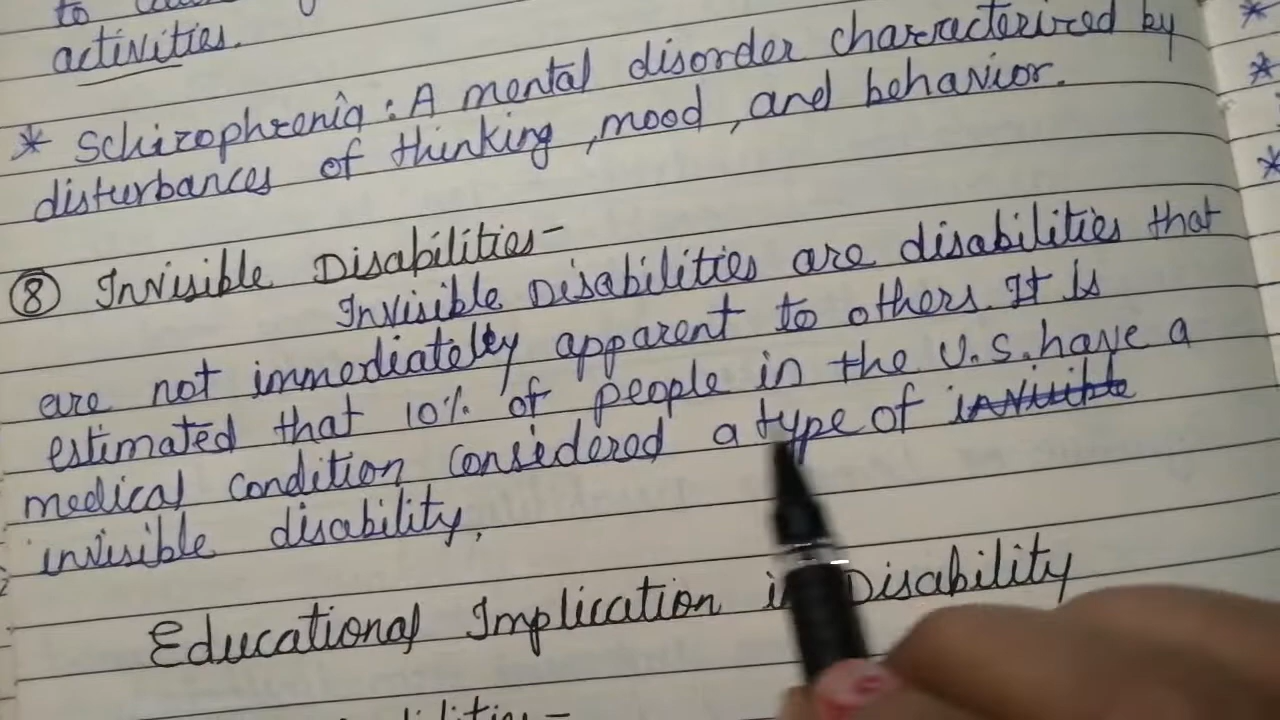 to
activities.
* Schizophrenia : A mental disorder characterized by
disturbances of thinking, mood, and behavior.
⑧ Invisible Disabilities-
Invisible Disabilities are disabilities that
are not immediately apparent to others. It is
estimated that 10% of people in the U.S. have a
medical condition considered a type of invisible
invisible disability.
Educational Implication in Disability
*
*
*